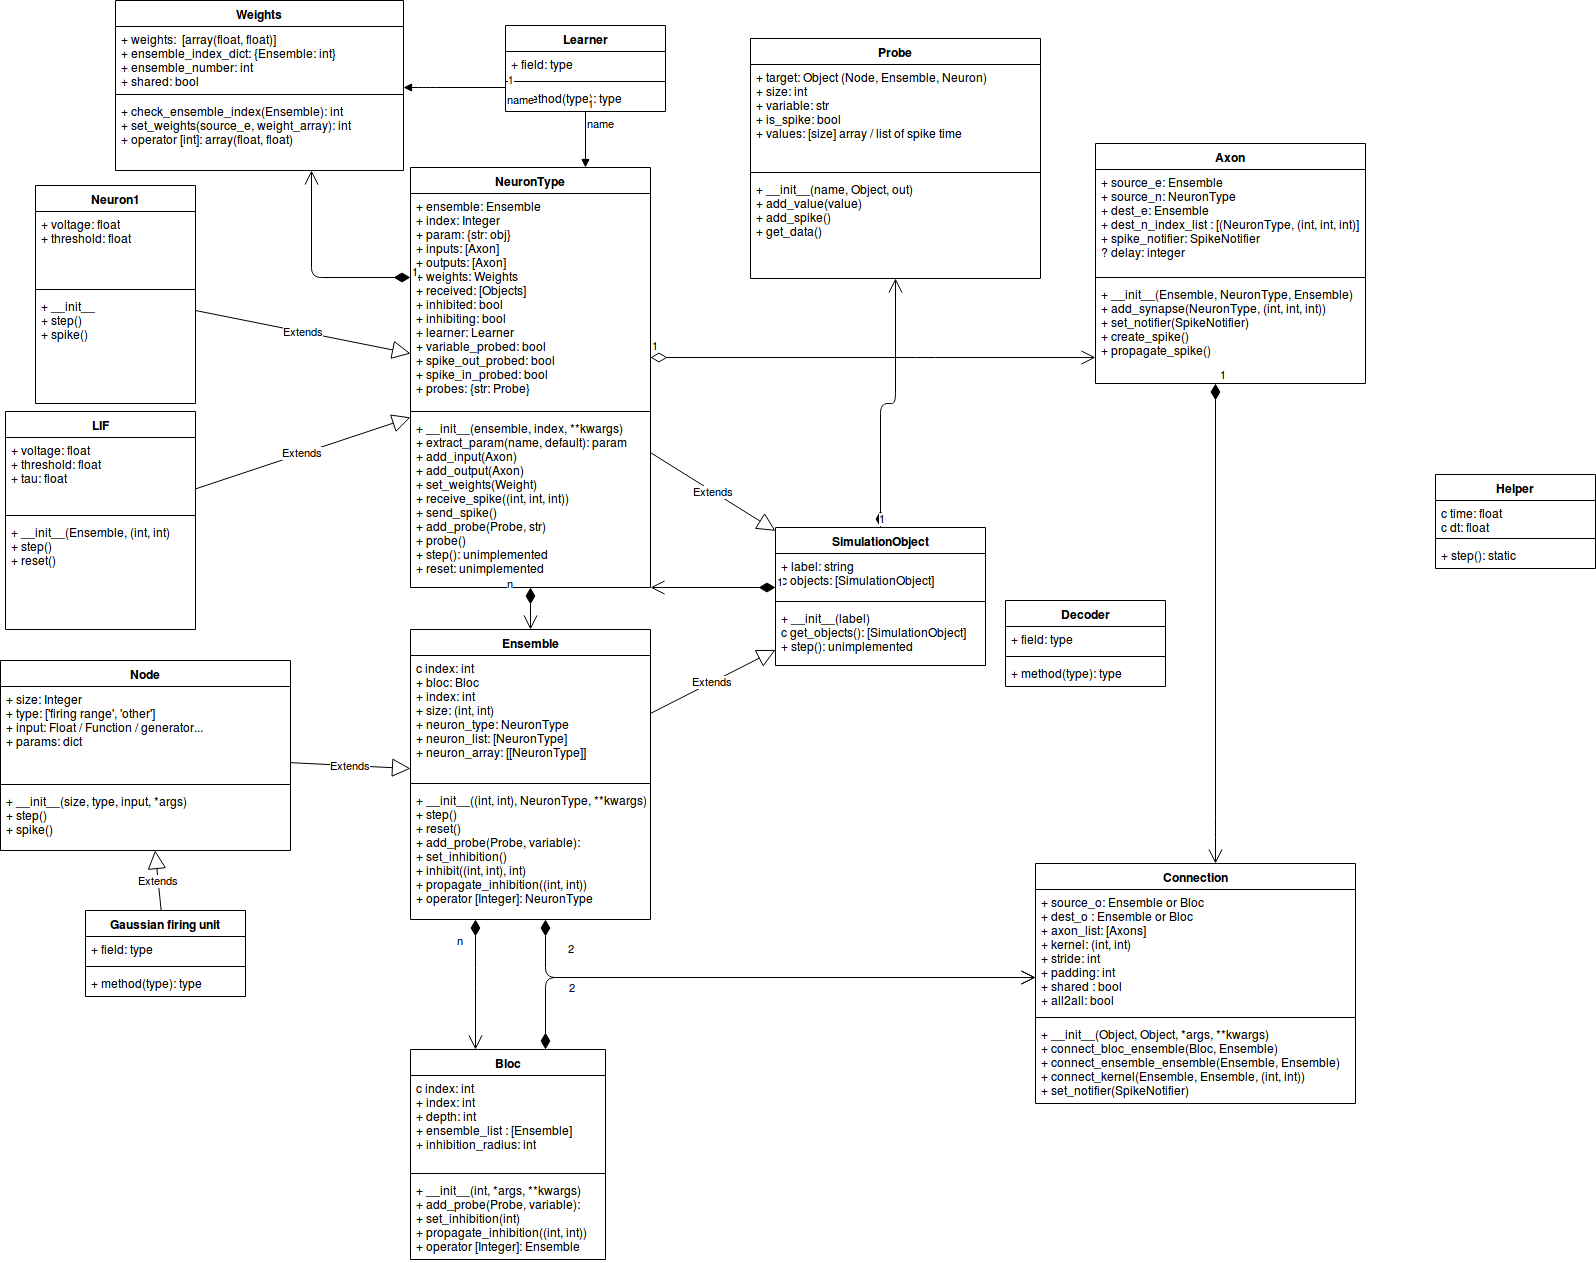 Weights
+ weights:  [array(float, float)]
+ ensemble_index_dict: {Ensemble: int}
+ ensemble_number: int
+ shared: bool
+ check_ensemble_index(Ensemble): int
+ set_weights(source_e, weight_array): int
+ operator [int]: array(float, float)
Learner
+ field: type
1
name
thod(type): type
1
name
Probe
+ target: Object (Node, Ensemble, Neuron)
+ size: int
+ variable: str
+ is_spike: bool
+ values: [size] array / list of spike time
+ __init__(name, Object, out)
+ add_value(value)
+ add_spike()
+ get_data()
Axon
+ source_e: Ensemble
+ source_n: NeuronType
+ dest_e: Ensemble
+ dest_n_index_list : [(NeuronType, (int, int, int)]
+ spike_notifier: SpikeNotifier
? delay: integer
+ __init__(Ensemble, NeuronType, Ensemble)
+ add_synapse(NeuronType, (int, int, int))
+ set_notifier(SpikeNotifier)
+ create_spike()
+ propagate_spike()
1
Neuron1
+ voltage: float
+ threshold: float
+ __init__
+ step()
+ spike()
Extends
NeuronType
+ ensemble: Ensemble
+ index: Integer
+ param: {str: obj}
+ inputs: [Axon]
+ outputs: [Axon]
1
+ weights: Weights
+ received: [Objects]
+ inhibited: bool
+ inhibiting: bool
+ learner: Learner
+ variable_probed: bool
+ spike_out_probed: bool
+ spike_in_probed: bool
+ probes: {str: Probe}
1
+ __init__(ensemble, index, **kwargs)
+ extract_param(name, default): param
+ add_input(Axon)
+ add_output(Axon)
+ set_weights(Weight)
+ receive_spike((int, int, int))
+ send_spike()
+ add_probe(Probe, str)
+ probe()
+ step(): unimplemented
+ reset: unimplemented
n
LIF
+ voltage: float
+ threshold: float
+ tau: float
+ __init__(Ensemble, (int, int)
+ step()
+ reset()
Extends
Extends
1
SimulationObject
+ label: string
1
c objects: [SimulationObject]
+ __init__(label)
c get_objects(): [SimulationObject]
+ step(): unimplemented
Extends
Helper
c time: float
c dt: float
+ step(): static
Decoder
+ field: type
+ method(type): type
Node
+ size: Integer
+ type: ['firing range', 'other']
+ input: Float / Function / generator...
+ params: dict
+ __init__(size, type, input, *args)
+ step()
+ spike()
Extends
Extends
Gaussian firing unit
+ field: type
+ method(type): type
Ensemble
c index: int
+ bloc: Bloc
+ index: int
+ size: (int, int)
+ neuron_type: NeuronType
+ neuron_list: [NeuronType]
+ neuron_array: [[NeuronType]]
+ __init__((int, int), NeuronType, **kwargs)
+ step()
+ reset()
+ add_probe(Probe, variable):
+ set_inhibition()
+ inhibit((int, int), int)
+ propagate_inhibition((int, int))
+ operator [Integer]: NeuronType
n
2
2
Connection
+ source_o: Ensemble or Bloc
+ dest_o : Ensemble or Bloc
+ axon_list: [Axons]
+ kernel: (int, int)
+ stride: int
+ padding: int
+ shared : bool
+ all2all: bool
+ __init__(Object, Object, *args, **kwargs)
+ connect_bloc_ensemble(Bloc, Ensemble)
+ connect_ensemble_ensemble(Ensemble, Ensemble)
+ connect_kernel(Ensemble, Ensemble, (int, int))
+ set_notifier(SpikeNotifier)
Bloc
c index: int
+ index: int
+ depth: int
+ ensemble_list : [Ensemble]
+ inhibition_radius: int
+ __init__(int, *args, **kwargs)
+ add_probe(Probe, variable):
+ set_inhibition(int)
+ propagate_inhibition((int, int))
+ operator [Integer]: Ensemble